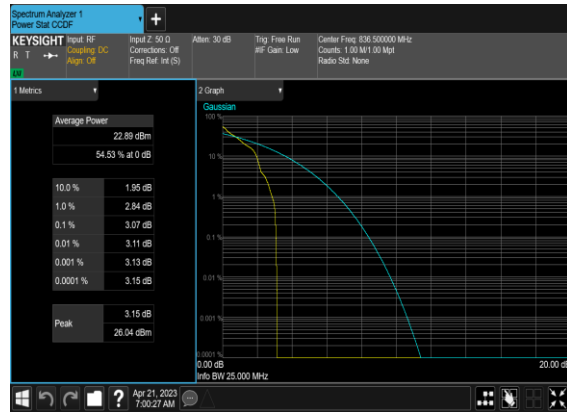 Spectrum Analyzer 1
Power Stat CCDF
KEYSIGHT
R T
LV
Input: RF
Coupling: DC
Align: Off
Input Z: 50 Ω
Corrections: Off
Freq Ref: Int (S)
Atten: 30 dB
Trig: Free Run
#IF Gain: Low
Center Freq: 836.500000 MHz
Counts: 1.00 M/1.00 Mpt
Radio Std: None
1 Metrics
Average Power
22.89 dBm
54.53 % at 0 dB
10.0 % 1.95 dB
1.0 % 2.84 dB
0.1 % 3.07 dB
0.01 % 3.11 dB
0.001 % 3.13 dB
0.0001 % 3.15 dB
Peak
3.15 dB
26.04 dBm
2 Graph
Gaussian
100 %
10 %
1 %
0.1 %
0.01 %
0.001 %
0.0001 %
0.00 dB 20.00 dB
Info BW 25.000 MHz
?
Apr 21, 2023
7:00:27 AM